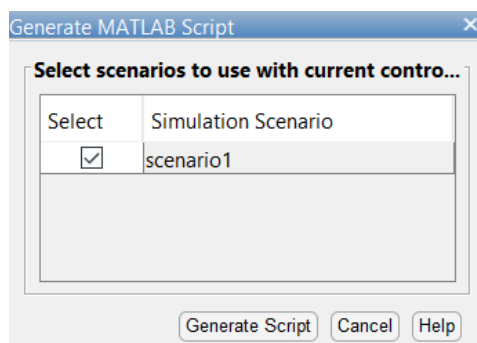 Generate MATLAB Script
Select scenarios to use with current contro...
Select Simulation Scenario
scenario1
Generate Script Cancel Help